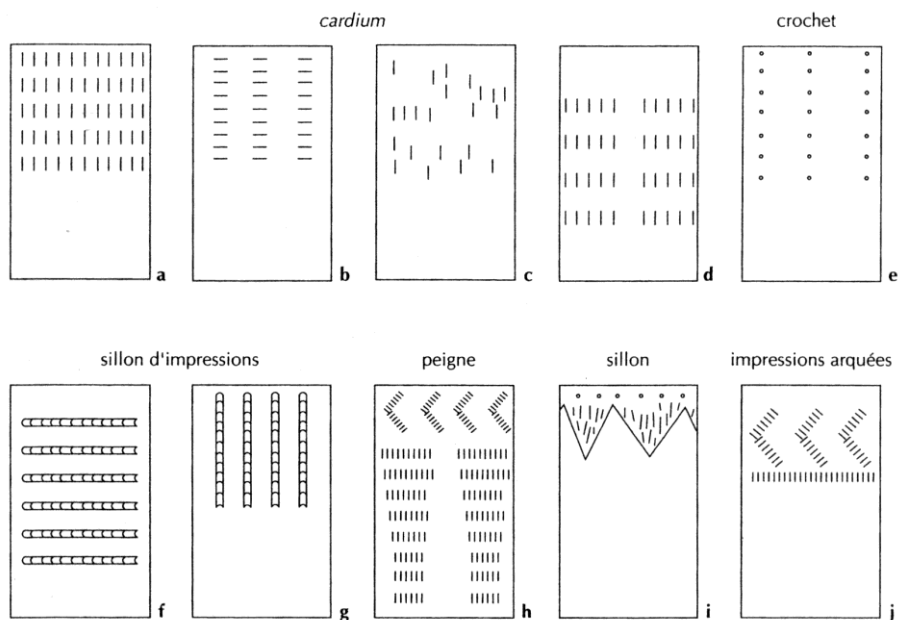 cardium crochet
a b c d e
sillon d'impressions peigne sillon impressions arquées
f g h i j